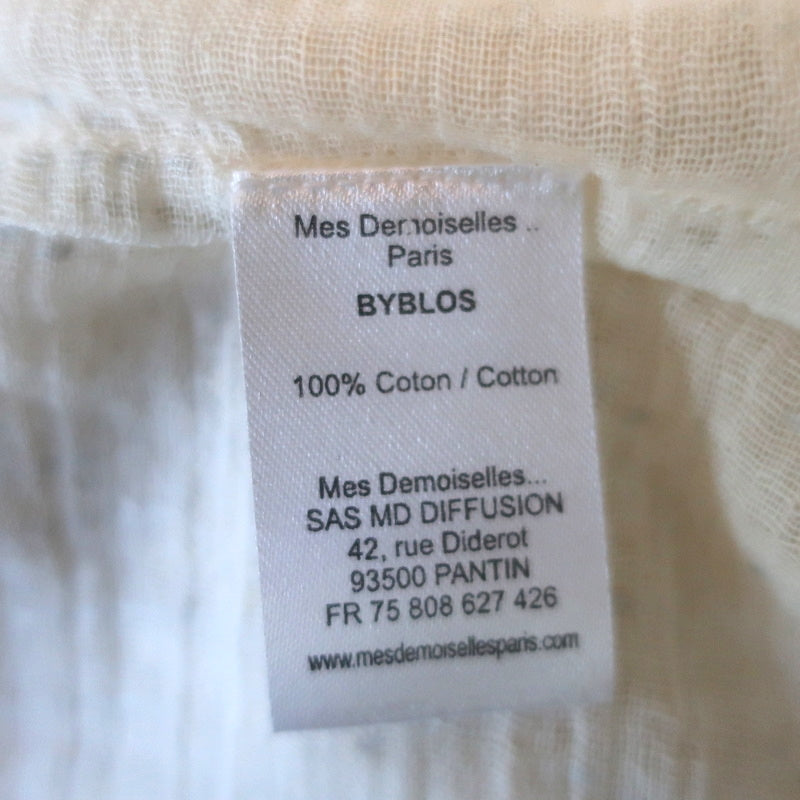 Mes Demoiselles ..
Paris
BYBLOS
100% Coton / Cotton
Mes Demoiselles...
SAS MD DIFFUSION
42, rue Diderot
93500 PANTIN
FR 75 808 627 426
www.mesdemoisellesparis.com